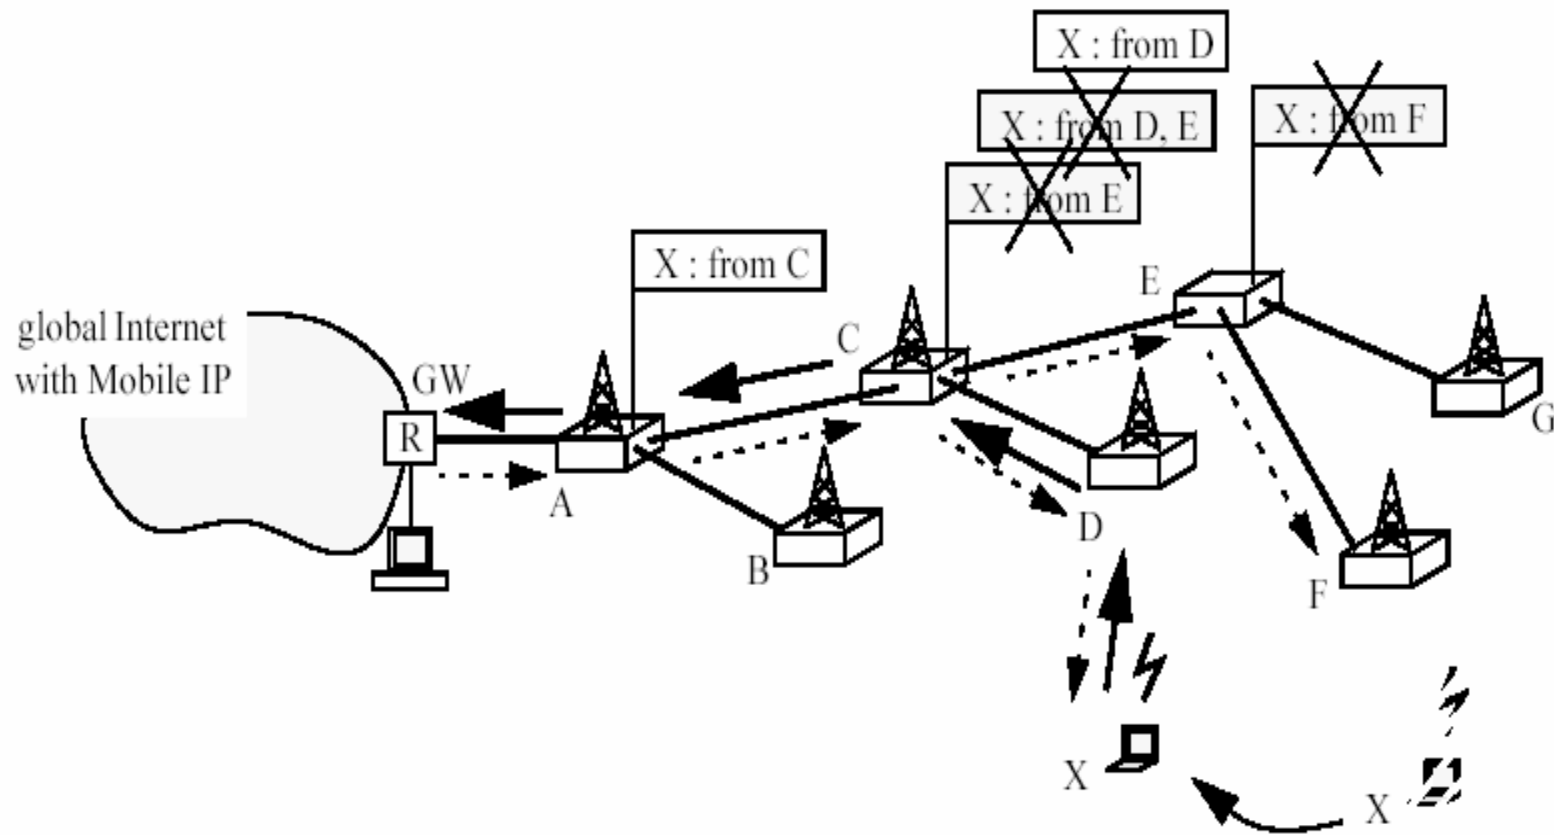 X : from D
X : from D, E
X : from F
X : from E
X : from C
E
global Internet
with Mobile IP
C
GW
R
G
A
D
B
F
X
X